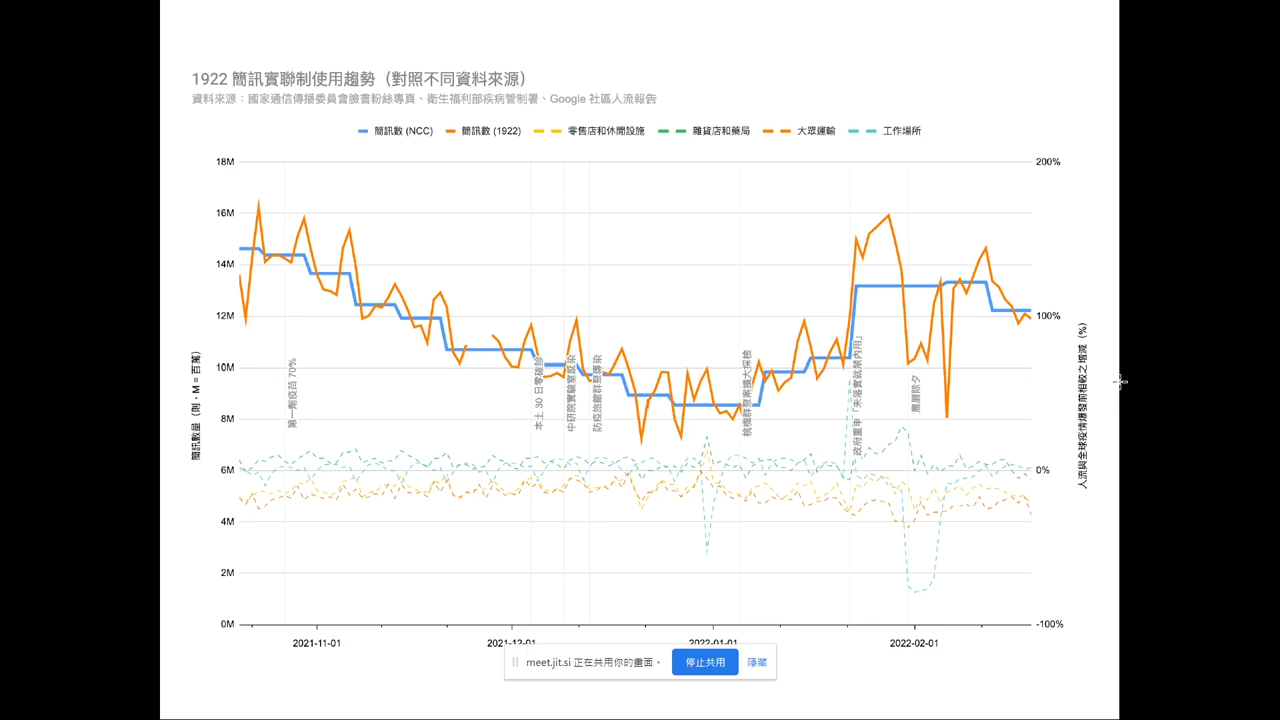 1922 簡訊實聯制使用趨勢（對照不同資料來源）
資料來源：國家通信傳播委員會臉書粉絲專頁、衛生福利部疾病管制署、Google 社區人流報告
簡訊數 (NCC) 簡訊數 (1922) 零售店和休閒設施 雜貨店和藥局 大眾運輸 工作場所
18M 200%
16M
14M
12M 100%
10M
8M
6M 0%
4M
2M
0M -100%
簡訊數量（則，M = 百萬）
人流與全球疫情爆發前相較之增減（%）
第一劑疫苗 70%
本土 30 日零確診
中研院實驗室感染
防疫旅館群聚傳染
桃機群聚案擴大採檢
政府重申「未落實就禁內用」
農曆除夕
2021-11-01 2021-12-01 2022-01-01 2022-02-01
meet.jit.si 正在共用你的畫面。 停止共用 隱藏